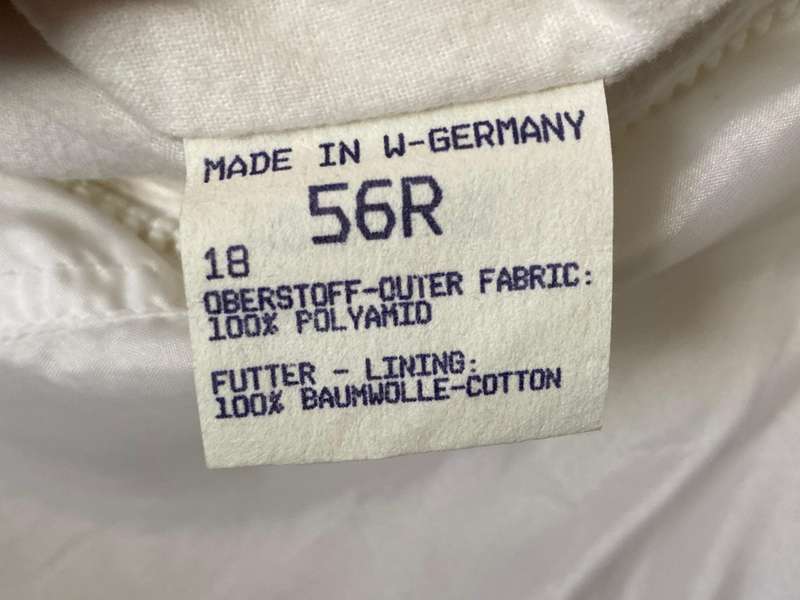 MADE IN W-GERMANY
56R
18
OBERSTOFF-OUTER FABRIC:
100% POLYAMID
FUTTER - LINING:
100% BAUMWOLLE-COTTON